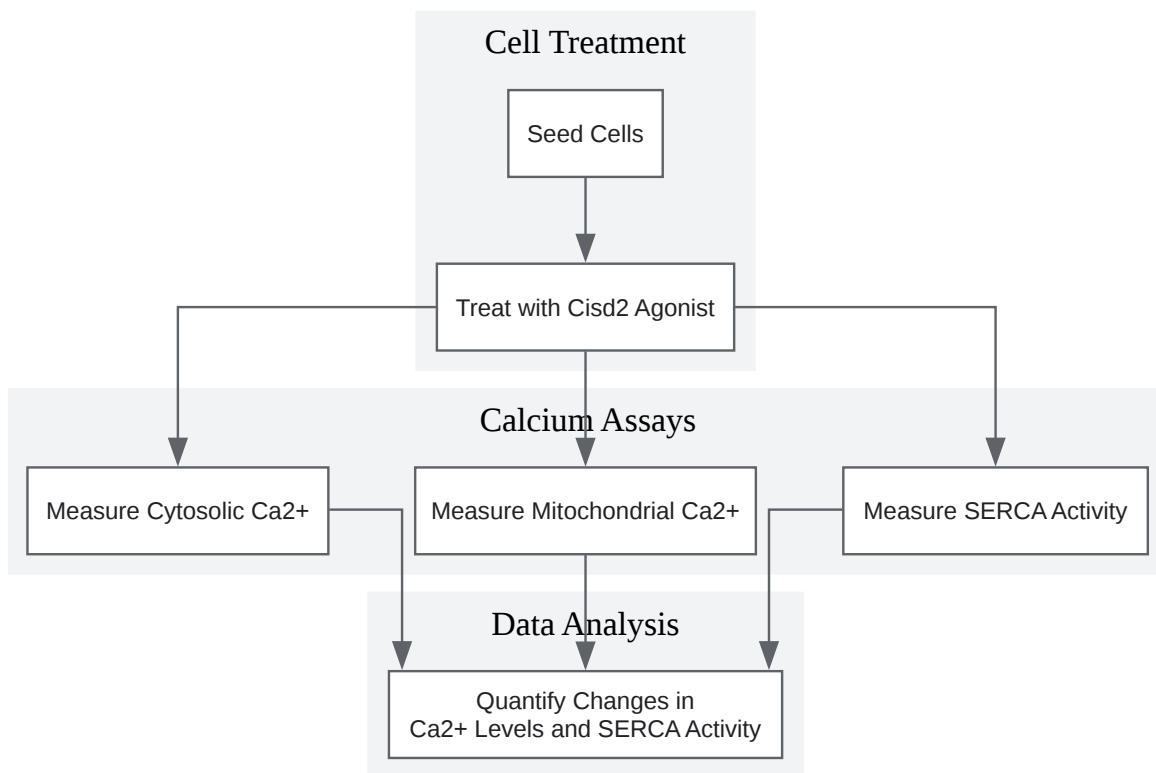 Cell Treatment
Seed Cells
Treat with Cisd2 Agonist
Calcium Assays
Measure Cytosolic Ca2+
Measure Mitochondrial Ca2+
Measure SERCA Activity
Data Analysis
Quantify Changes in
Ca2+ Levels and SERCA Activity